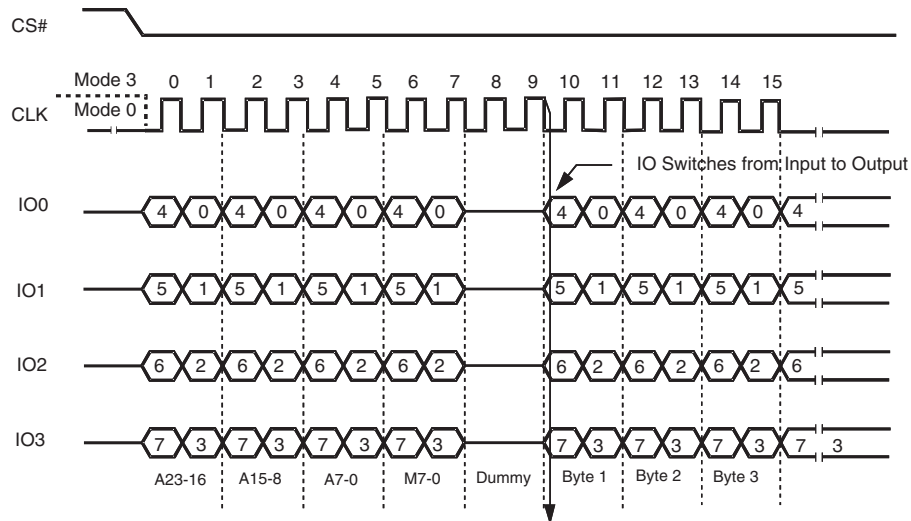 CS#
Mode 3
0 1 2 3 4 5 6 7 8 9 10 11 12 13 14 15
CLK
Mode 0
IO Switches from Input to Output
IO0
4 0 4 0 4 0 4 0 4 0 4 0 4 0 4
IO1
5 1 5 1 5 1 5 1 5 1 5 1 5 1 5
IO2
6 2 6 2 6 2 6 2 6 2 6 2 6 2 6
IO3
7 3 7 3 7 3 7 3 7 3 7 3 7 3 7 3
A23-16 A15-8 A7-0 M7-0 Dummy Byte 1 Byte 2 Byte 3